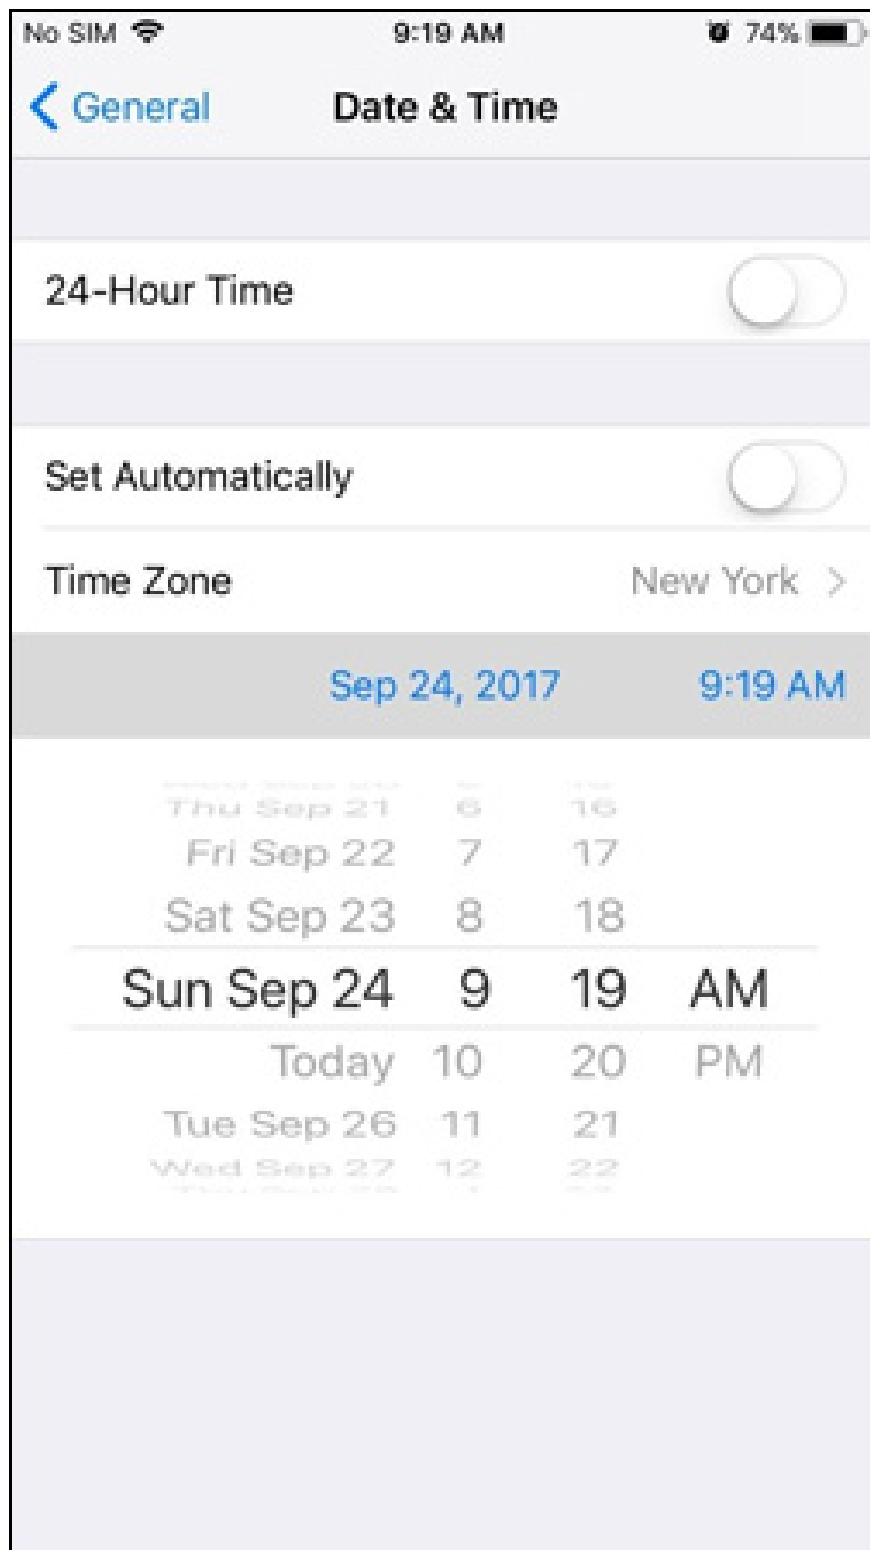 No SIM 9:19 AM 74%
General Date & Time
24-Hour Time
Set Automatically
Time Zone New York
Sep 24, 2017 9:19 AM
Thu Sep 21 6 16
Fri Sep 22 7 17
Sat Sep 23 8 18
Sun Sep 24 9 19 AM
Today 10 20 PM
Tue Sep 26 11 21
Wed Sep 27 12 22